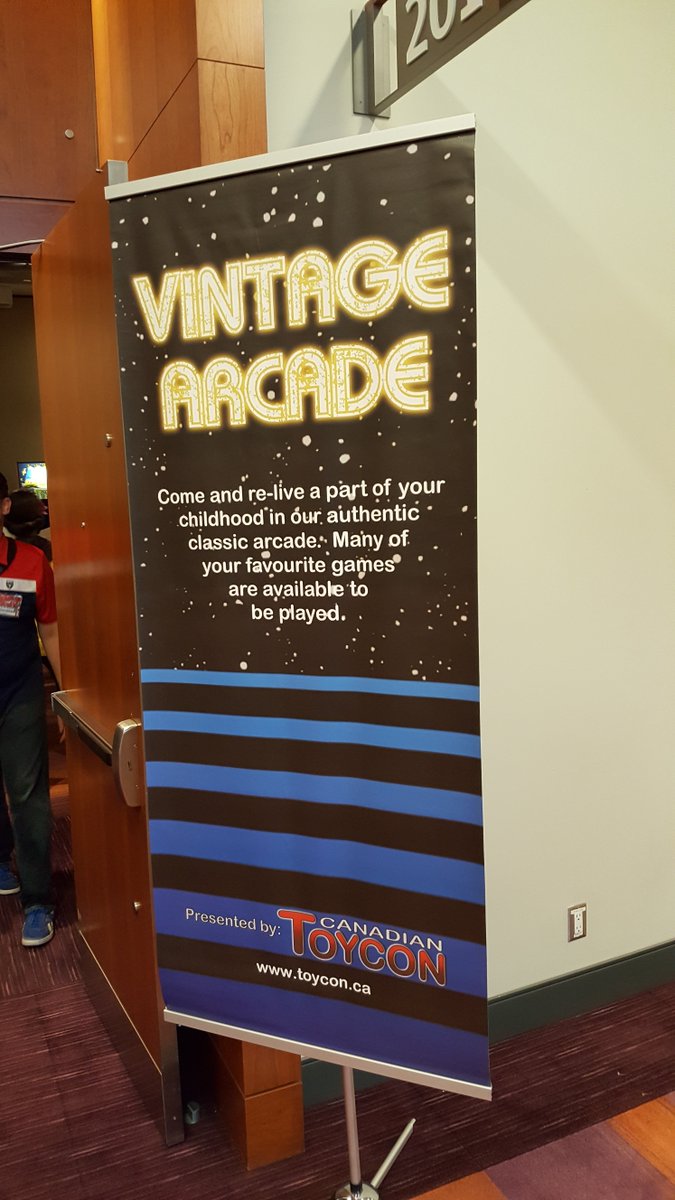 201
VINTAGE
ARCADE
Come and re-live a part of your
childhood in our authentic
classic arcade. Many of
your favourite games
are available to
be played.
Presented by: CANADIAN
TOYCON
www.toycon.ca